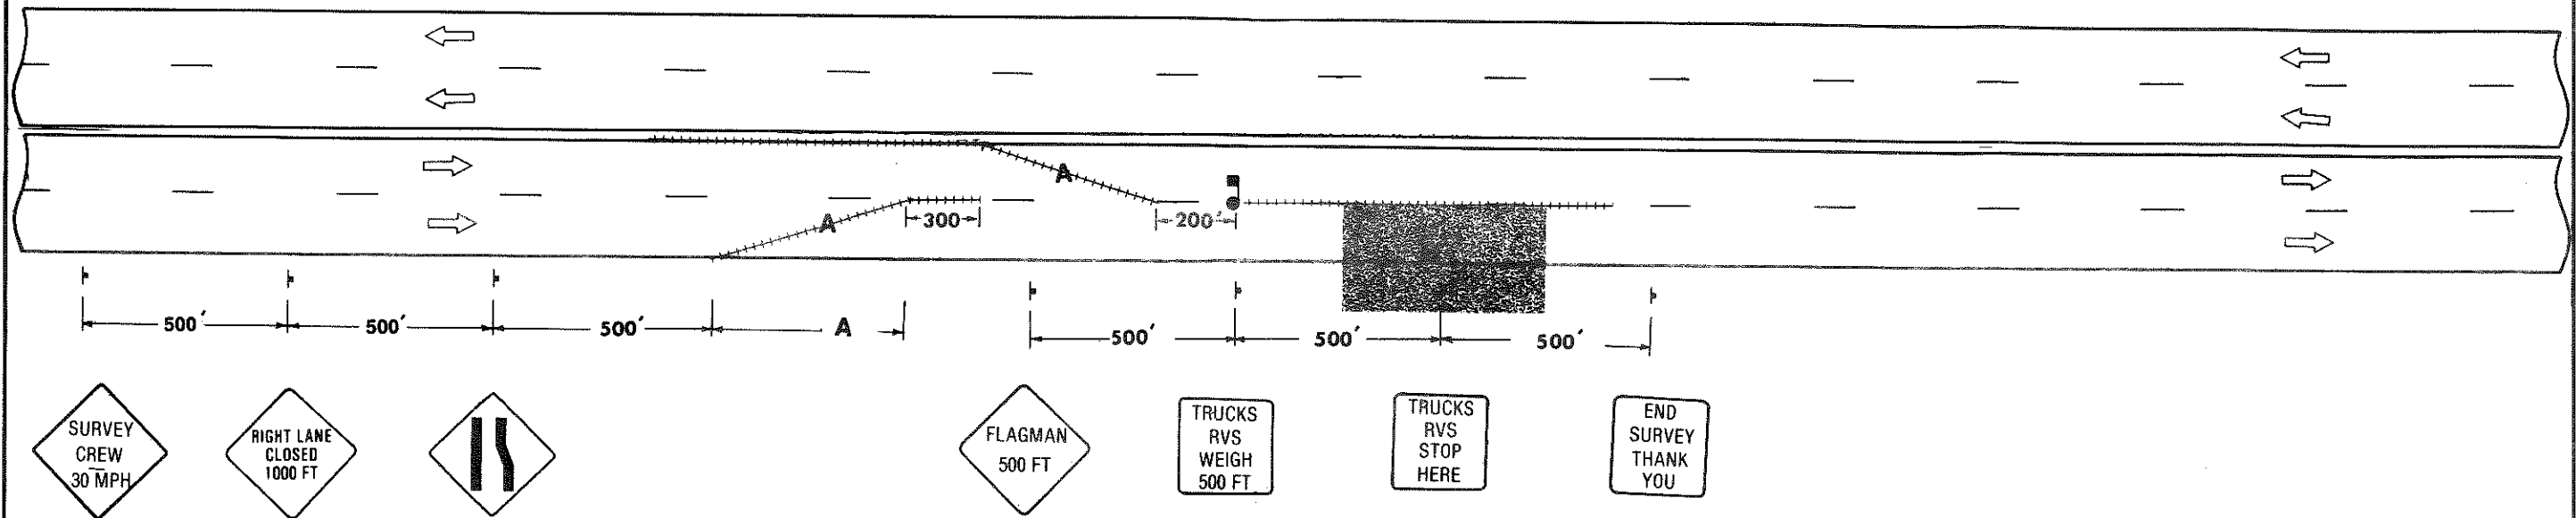 A
A
300
200'
500'
500'
500'
A
500'
500'
500'
SURVEY
CREW
30 MPH
RIGHT LANE
CLOSED
1000 FT
FLAGMAN
500 FT
TRUCKS
RVS
WEIGH
500 FT
TRUCKS
RVS
STOP
HERE
END
SURVEY
THANK
YOU